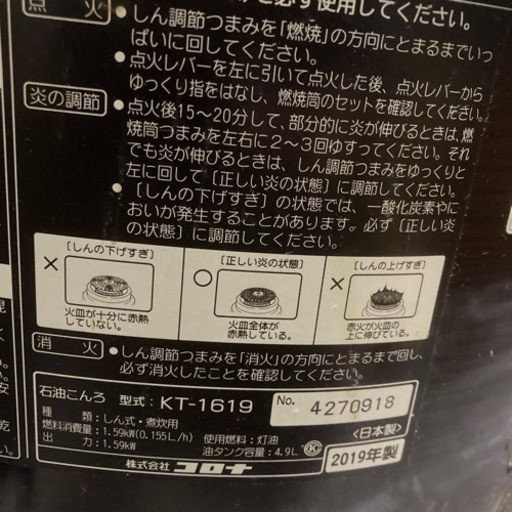 ず使用してください。
点火
●しん調節つまみを「燃焼」の方向にとまるまでいっ
ぱいに回してください。
●点火レバーを左に引いて点火した後、点火レバーから
ゆっくり指をはなし、燃焼筒のセットを確認してください。
炎の調節
●点火後15〜20分して、部分的に炎が伸びるときは、燃
焼筒つまみを左右に2〜3回ゆすってください。それ
でも炎が伸びるときは、しん調節つまみをゆっくりと
左に回して〔正しい炎の状態〕に調節してください。
●〔しんの下げすぎ〕の状態では、一酸化炭素やに
おいが発生することがあります。必ず〔正しい炎
の状態〕に調節してください。
〔しんの下げすぎ〕
×
火皿が十分に赤熱
していない。
〔正しい炎の状態〕
○
火皿全体が
赤熱している。
〔しんの上げすぎ〕
×
赤火が火皿の
上に伸びている。
消火
●しん調節つまみを「消火」の方向にとまるまで回し、
必ず消火したことを確認してください。
石油こんろ 型式：KT-1619
No. 4270918
種類：しん式・煮炊用
燃料消費量：1.59kW(0.155L/h) 使用燃料：灯油
出力：1.59kW 油タンク容量：4.9L
〈日本製〉
株式会社コロナ
2019年製